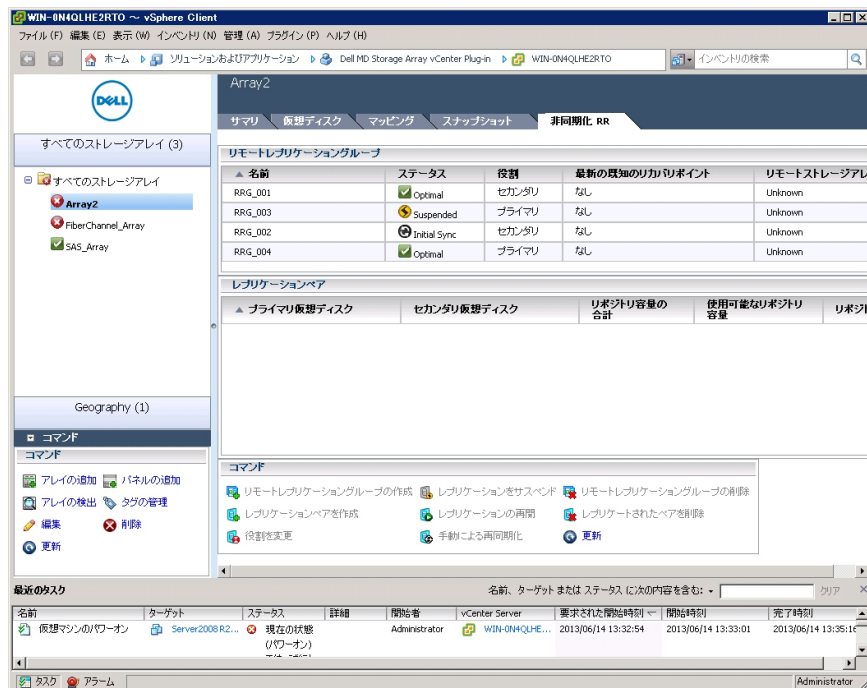 WIN-0N4QLHE2RTO ～ vSphere Client
ファイル(F) 編集(E) 表示(W) インベントリ(N) 管理(A) プラグイン(P) ヘルプ(H)
ホーム ソリューションおよびアプリケーション Dell MD Storage Array vCenter Plug-in WIN-0N4QLHE2RTO インベントリの検索
DELL
Array2
サマリ 仮想ディスク マッピング スナップショット 非同期化 RR
すべてのストレージアレイ (3)
すべてのストレージアレイ
Array2
FiberChannel_Array
SAS_Array
リモートレプリケーショングループ
名前 ステータス 役割 最新の既知のリカバリポイント リモートストレージアレ
RRG_001 Optimal セカンダリ なし Unknown
RRG_003 Suspended プライマリ なし Unknown
RRG_002 Initial Sync セカンダリ なし Unknown
RRG_004 Optimal プライマリ なし Unknown
レプリケーションペア
プライマリ仮想ディスク セカンダリ仮想ディスク リポジトリ容量の合計 使用可能なリポジトリ容量 リポジト
Geography (1)
コマンド
コマンド
アレイの追加 パネルの追加
アレイの検出 タグの管理
編集 削除
更新
コマンド
リモートレプリケーショングループの作成 レプリケーションをサスペンド リモートレプリケーショングループの削除
レプリケーションペアを作成 レプリケーションの再開 レプリケートされたペアを削除
役割を変更 手動による再同期化 更新
最近のタスク 名前、ターゲット または ステータス に次の内容を含む: クリア
名前 ターゲット ステータス 詳細 開始者 vCenter Server 要求された開始時刻 開始時刻 完了時刻
仮想マシンのパワーオン Server2008 R2... 現在の状態 Administrator WIN-0N4QLHE... 2013/06/14 13:32:54 2013/06/14 13:33:01 2013/06/14 13:35:16
(パワーオン)
タスク アラーム Administrator